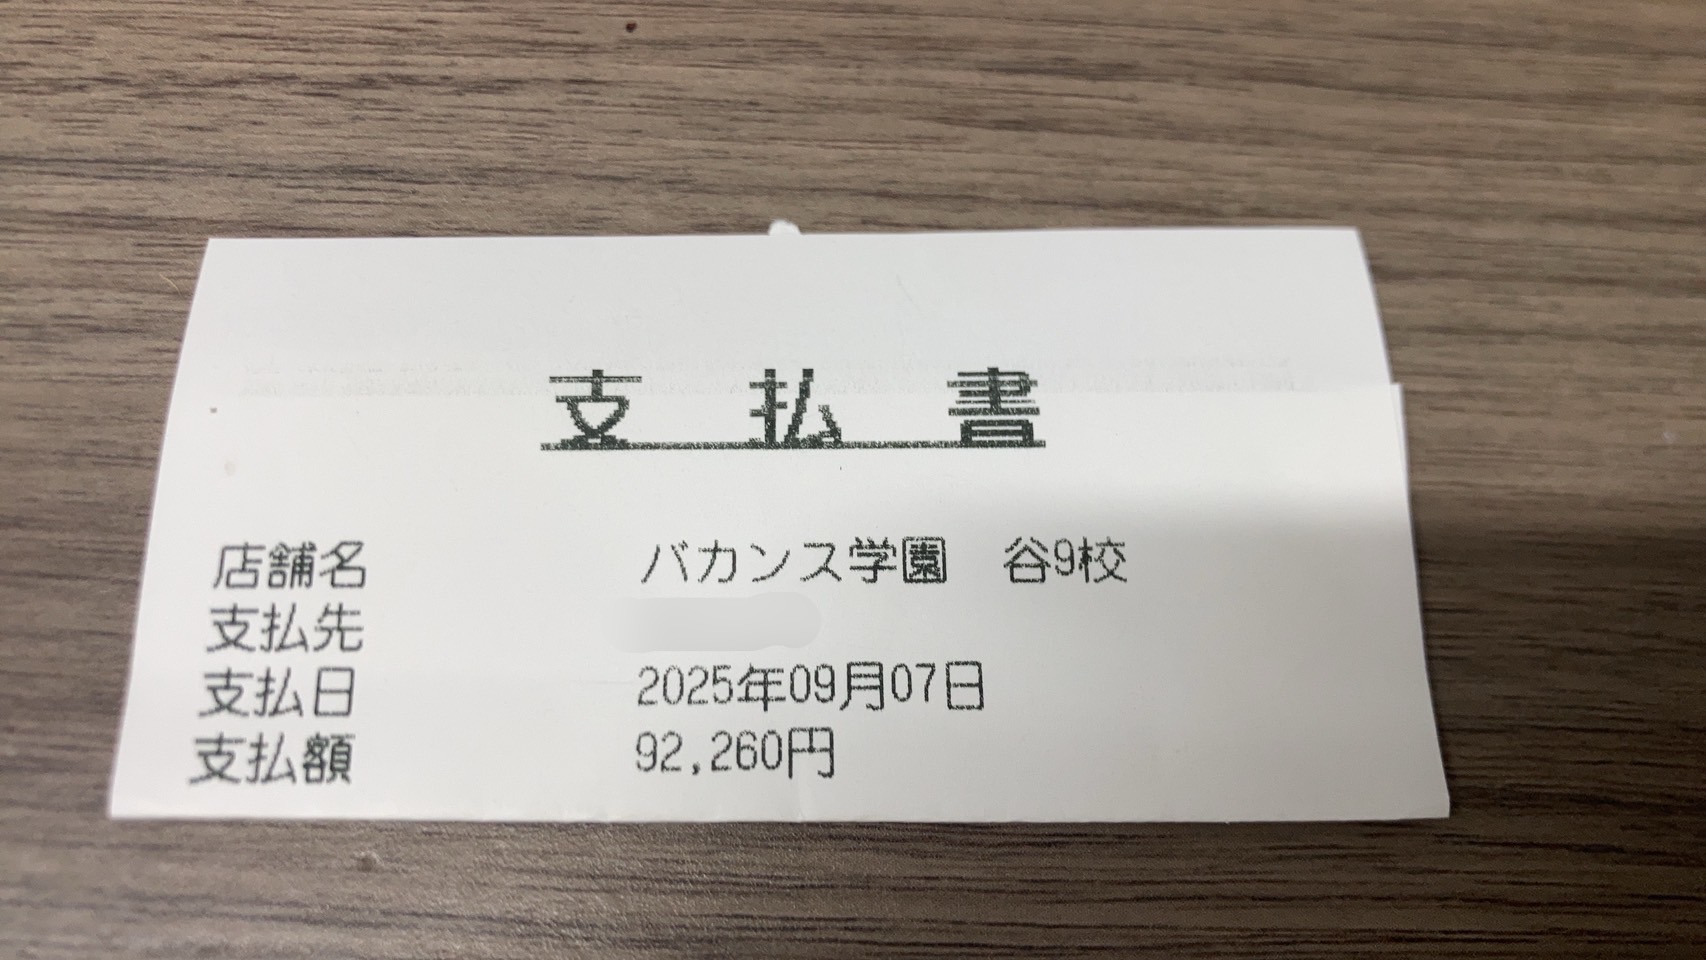 支払書
店舗名 バカンス学園 谷9校
支払先
支払日 2025年09月07日
支払額 92,260円